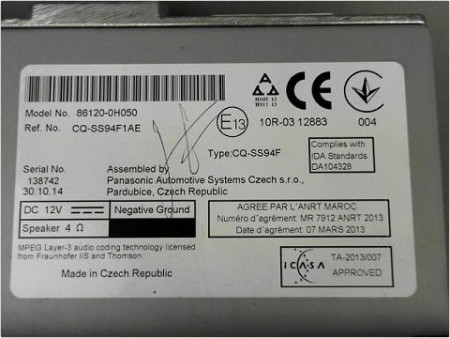 Model No. 86120-0H050
Ref. No. CQ-SS94F1AE
E13
10R-03 12883
004
Type:CQ-SS94F
Complies with
IDA Standards
DA104328
Serial No.
138742
30.10.14
Assembled by
Panasonic Automotive Systems Czech s.r.o.,
Pardubice, Czech Republic
DC 12V
Negative Ground
Speaker 4 Ω
AGREE PAR L'ANRT MAROC
Numéro d´agrément: MR 7912 ANRT 2013
Date d´agrément: 07 MARS 2013
MPEG Layer-3 audio coding technology licensed
from Fraunhofer IIS and Thomson.
Made in Czech Republic
ICASA
TA-2013/007
APPROVED